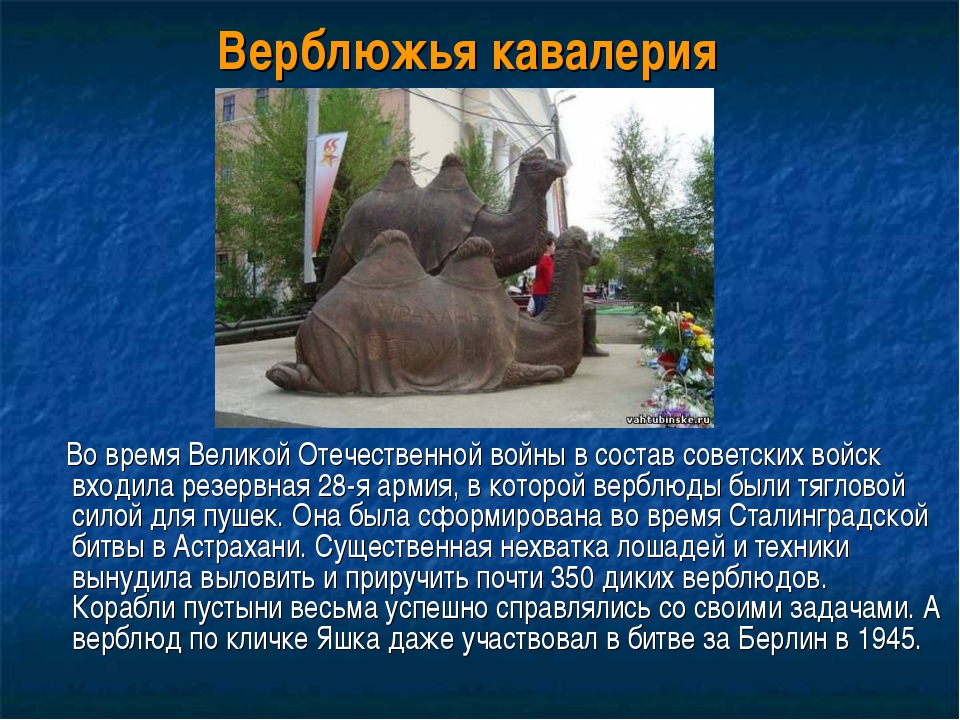 Верблюжья кавалерия
АСТРАХАНЬ
vahtubinske.ru
Во время Великой Отечественной войны в состав советских войск
входила резервная 28-я армия, в которой верблюды были тягловой
силой для пушек. Она была сформирована во время Сталинградской
битвы в Астрахани. Существенная нехватка лошадей и техники
вынудила выловить и приручить почти 350 диких верблюдов.
Корабли пустыни весьма успешно справлялись со своими задачами. А
верблюд по кличке Яшка даже участвовал в битве за Берлин в 1945.